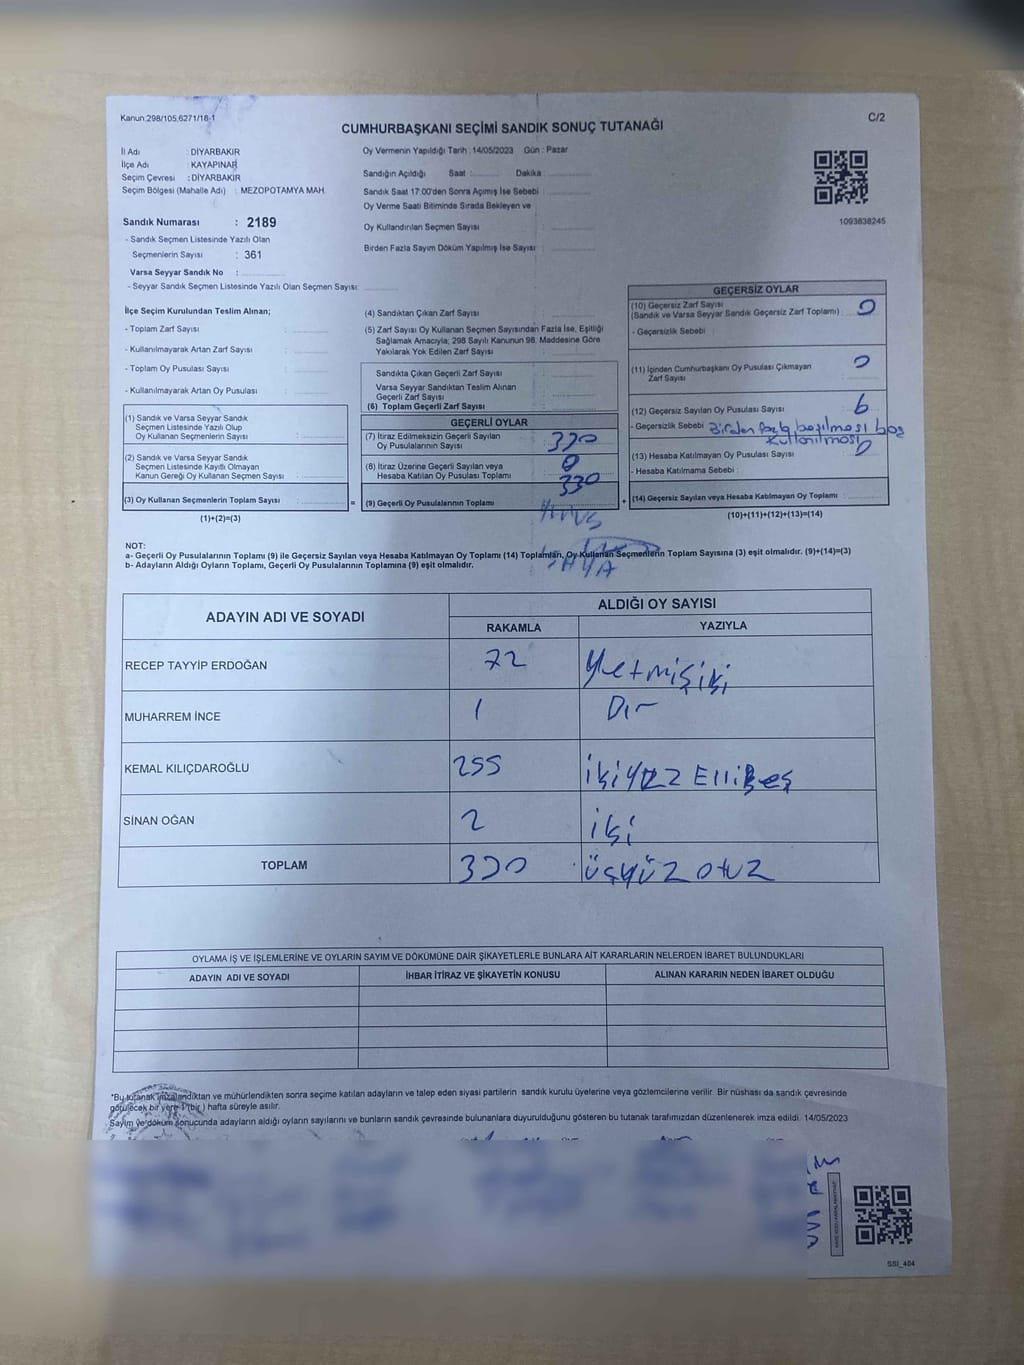 Kanun.298/105,6271/18-1
C/2
CUMHURBAŞKANI SEÇİMİ SANDIK SONUÇ TUTANAĞI
İl Adı : DİYARBAKIR
İlçe Adı : KAYAPINAR
Seçim Çevresi : DİYARBAKIR
Seçim Bölgesi (Mahalle Adı) : MEZOPOTAMYA MAH.
Oy Vermenin Yapıldığı Tarih : 14/05/2023 Gün : Pazar
Sandığın Açıldığı Saat : Dakika :
Sandık Saat 17:00'den Sonra Açımış İse Sebebi :
Oy Verme Saati Bitiminde Sırada Bekleyen ve
Oy Kullandırılan Seçmen Sayısı :
Birden Fazla Sayım Döküm Yapılmış İse Sayısı :
1093638245
Sandık Numarası : 2189
- Sandık Seçmen Listesinde Yazılı Olan
Seçmenlerin Sayısı : 361
Varsa Seyyar Sandık No :
- Seyyar Sandık Seçmen Listesinde Yazılı Olan Seçmen Sayısı:
İlçe Seçim Kurulundan Teslim Alınan;
- Toplam Zarf Sayısı :
- Kullanılmayarak Artan Zarf Sayısı :
- Toplam Oy Pusulası Sayısı :
- Kullanılmayarak Artan Oy Pusulası :
(1) Sandık ve Varsa Seyyar Sandık
Seçmen Listesinde Yazılı Olup
Oy Kullanan Seçmenlerin Sayısı :
(2) Sandık ve Varsa Seyyar Sandık
Seçmen Listesinde Kayıtlı Olmayan
Kanun Gereği Oy Kullanan Seçmen Sayısı :
(3) Oy Kullanan Seçmenlerin Toplam Sayısı : =
(1)+(2)=(3)
(4) Sandıktan Çıkan Zarf Sayısı :
(5) Zarf Sayısı Oy Kullanan Seçmen Sayısından Fazla İse, Eşitliği
Sağlamak Amacıyla; 298 Sayılı Kanunun 98. Maddesine Göre
Yakılarak Yok Edilen Zarf Sayısı :
Sandıkta Çıkan Geçerli Zarf Sayısı :
Varsa Seyyar Sandıktan Teslim Alınan
Geçerli Zarf Sayısı :
(6) Toplam Geçerli Zarf Sayısı :
GEÇERLİ OYLAR
(7) İtiraz Edilmeksizin Geçerli Sayılan
Oy Pusulalarının Toplamı : 330
(8) İtiraz Üzerine Geçerli Sayılan veya
Hesaba Katılan Oy Pusulası Toplamı : 0
(9) Geçerli Oy Pusulalarının Toplamı 330 +
GEÇERSİZ OYLAR
(10) Geçersiz Zarf Sayısı
(Sandık ve Varsa Seyyar Sandık Geçersiz Zarf Toplamı) : 0
- Geçersizlik Sebebi :
(11) İçinden Cumhurbaşkanı Oy Pusulası Çıkmayan
Zarf Sayısı : 0
(12) Geçersiz Sayılan Oy Pusulası Sayısı : 6
- Geçersizlik Sebebi : Birden fazla basılması boş
kullanılması
(13) Hesaba Katılmayan Oy Pusulası Sayısı : 0
- Hesaba Katılmama Sebebi :
(14) Geçersiz Sayılan veya Hesaba Katılmayan Oy Toplamı :
(10)+(11)+(12)+(13)=(14)
NOT:
a- Geçerli Oy Pusulalarının Toplamı (9) ile Geçersiz Sayılan veya Hesaba Katılmayan Oy Toplamı (14) Toplamları, Oy Kullanan Seçmenlerin Toplam Sayısına (3) eşit olmalıdır. (9)+(14)=(3)
b- Adayların Aldığı Oyların Toplamı, Geçerli Oy Pusulalarının Toplamına (9) eşit olmalıdır.
ADAYIN ADI VE SOYADI ALDIĞI OY SAYISI
RAKAMLA YAZIYLA
RECEP TAYYİP ERDOĞAN 72 Yetmişiki
MUHARREM İNCE 1 Bir
KEMAL KILIÇDAROĞLU 255 ikiyüz Ellibeş
SİNAN OĞAN 2 iki
TOPLAM 330 üçyüz otuz
OYLAMA İŞ VE İŞLEMLERİNE VE OYLARIN SAYIM VE DÖKÜMÜNE DAİR ŞİKAYETLERLE BUNLARA AİT KARARLARIN NELERDEN İBARET BULUNDUKLARI
ADAYIN ADI VE SOYADI İHBAR İTİRAZ VE ŞİKAYETİN KONUSU ALINAN KARARIN NEDEN İBARET OLDUĞU
*Bu tutanak imzalandıktan ve mühürlendikten sonra seçime katılan adayların ve talep eden siyasi partilerin sandık kurulu üyelerine veya gözlemcilerine verilir. Bir nüshası da sandık çevresinde
görülecek bir yere 1 (bir) hafta süreyle asılır.
Sayım ve döküm sonucunda adayların aldığı oyların sayılarını ve bunların sandık çevresinde bulunanlara duyurulduğunu gösteren bu tutanak tarafımızdan düzenlenerek imza edildi. 14/05/2023
SSI_404